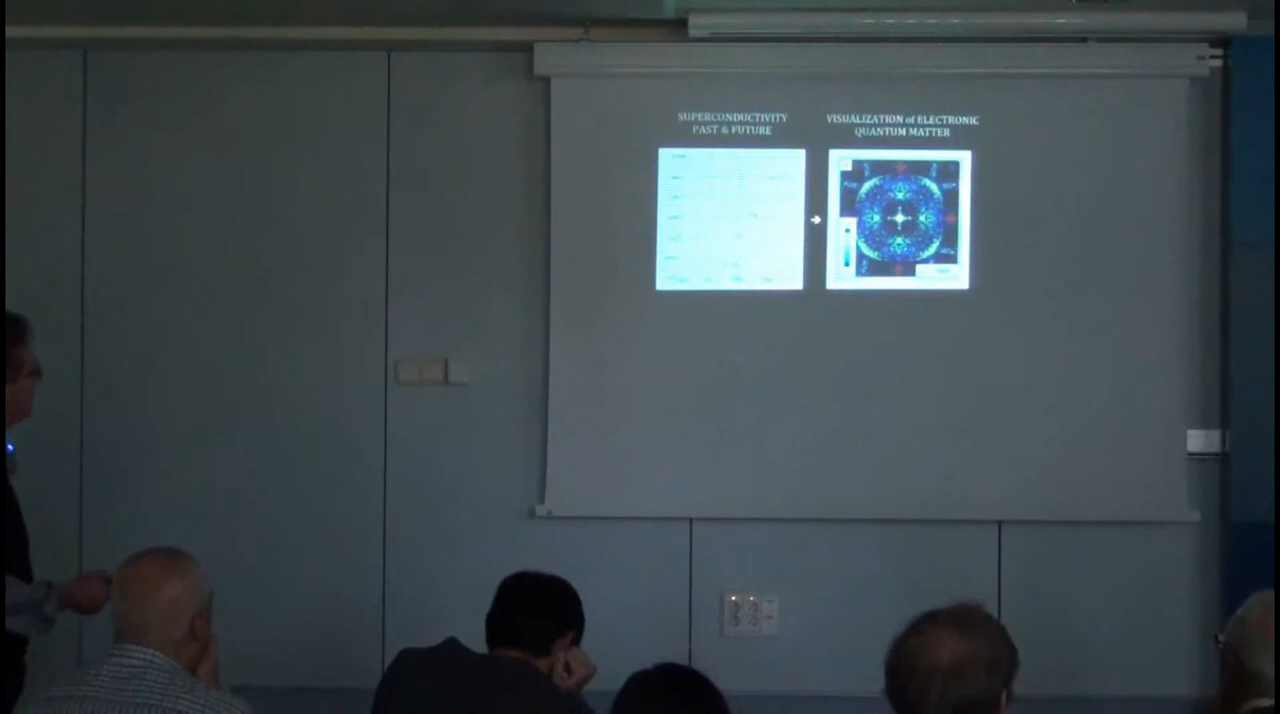 SUPERCONDUCTIVITY
PAST & FUTURE
VISUALIZATION of ELECTRONIC
QUANTUM MATTER